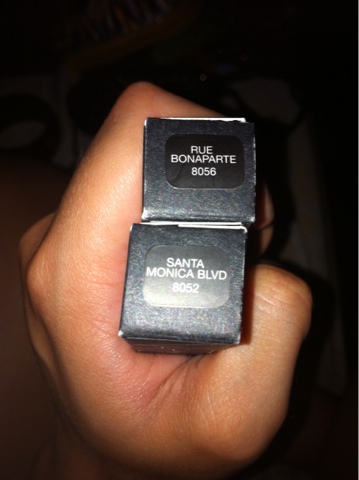 RUE
BONAPARTE
8056
SANTA
MONICA BLVD
8052